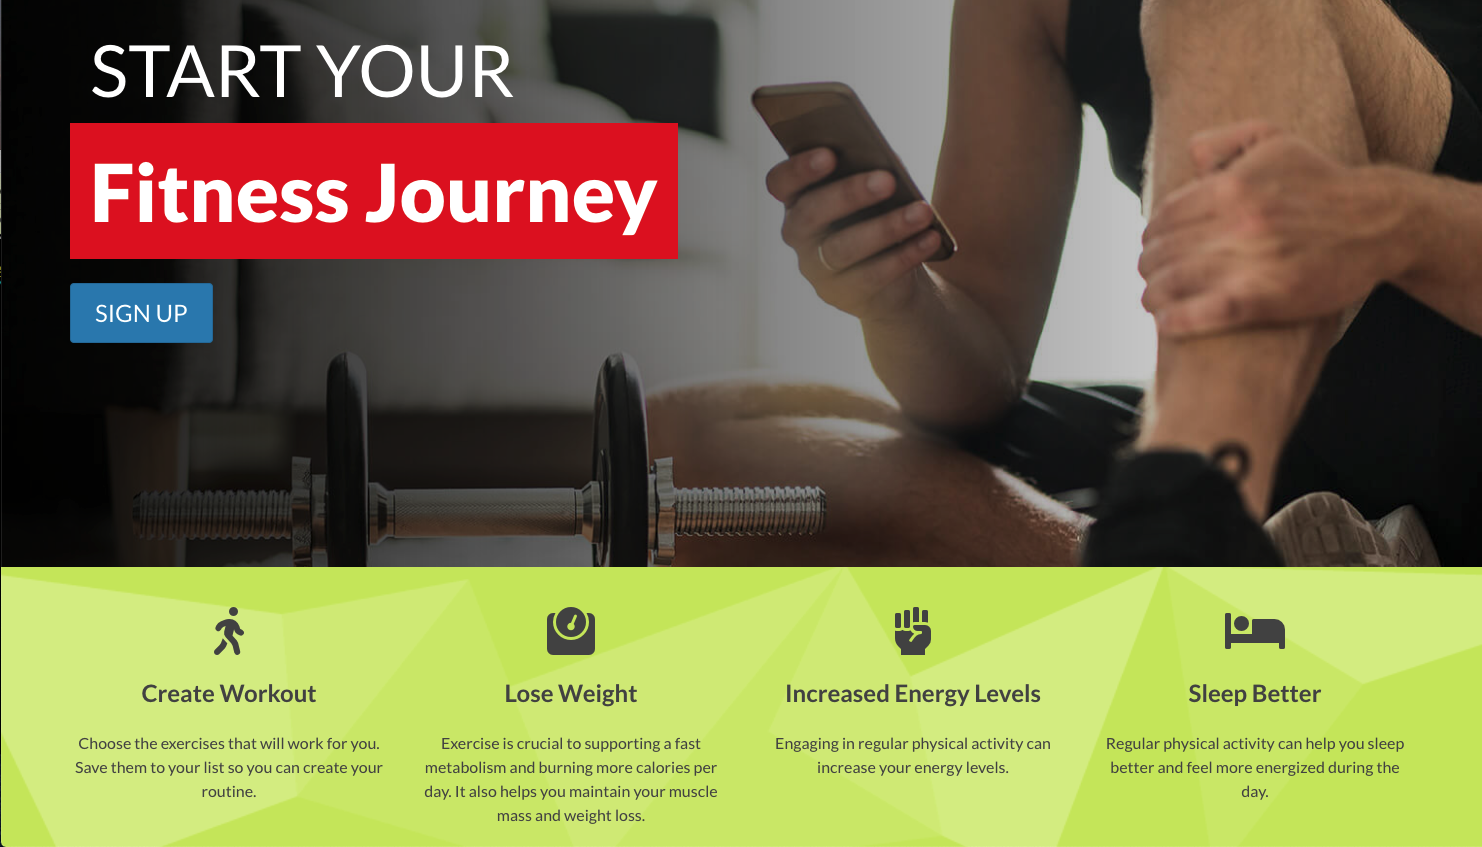 START YOUR
Fitness Journey
SIGN UP
Create Workout
Choose the exercises that will work for you.
Save them to your list so you can create your
routine.
Lose Weight
Exercise is crucial to supporting a fast
metabolism and burning more calories per
day. It also helps you maintain your muscle
mass and weight loss.
Increased Energy Levels
Engaging in regular physical activity can
increase your energy levels.
Sleep Better
Regular physical activity can help you sleep
better and feel more energized during the
day.